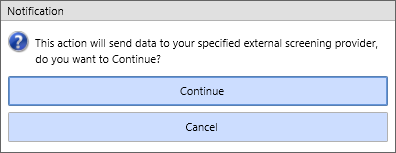 Notification
This action will send data to your specified external screening provider,
do you want to Continue?
Continue
Cancel